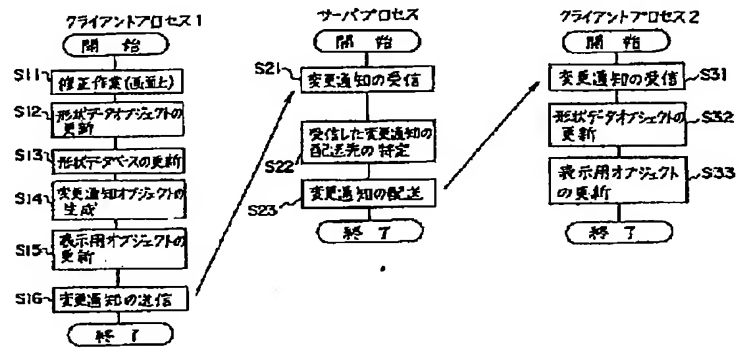 クライアントプロセス1
開始
S11 修正作業(画面上)
S12 形状データオブジェクトの
更新
S13 形状データベースの更新
S14 変更通知オブジェクトの
生成
S15 表示用オブジェクトの
更新
S16 変更通知の送信
終了
サーバプロセス
開始
S21 変更通知の受信
受信した変更通知の
配送先の特定
S22
変更通知の配送
S23
終了
クライアントプロセス2
開始
変更通知の受信 S31
形状データオブジェクトの
更新 S32
表示用オブジェクト
の更新 S33
終了